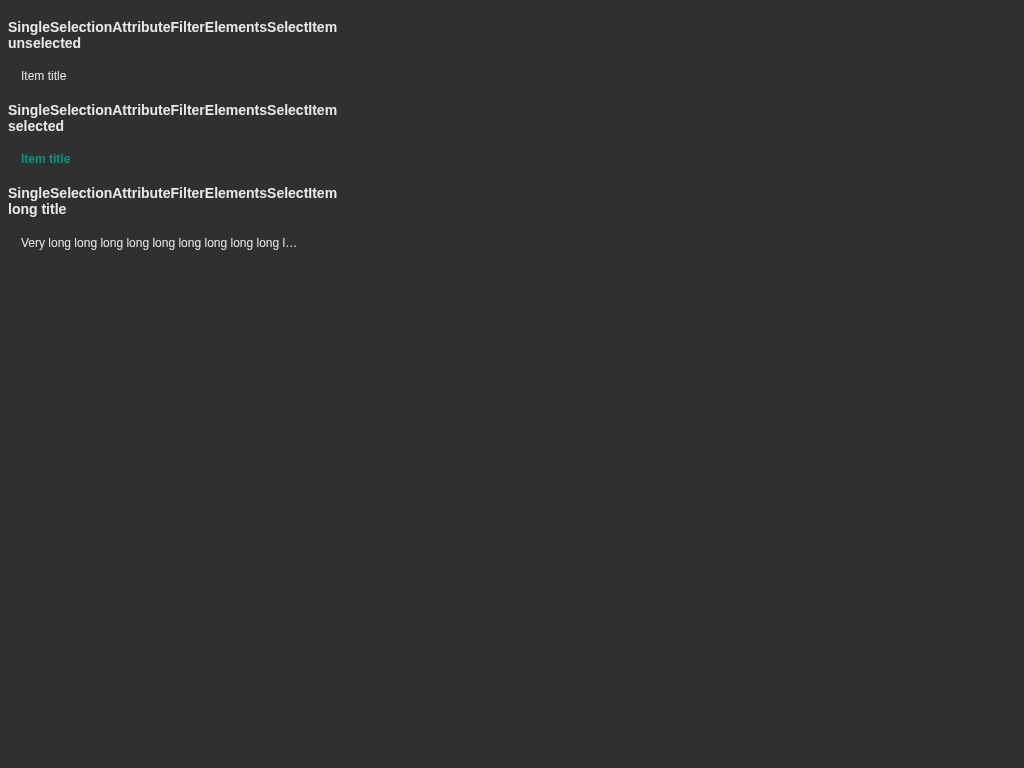 SingleSelectionAttributeFilterElementsSelectItem
unselected
Item title
SingleSelectionAttributeFilterElementsSelectItem
selected
Item title
SingleSelectionAttributeFilterElementsSelectItem
long title
Very long long long long long long long long long l…